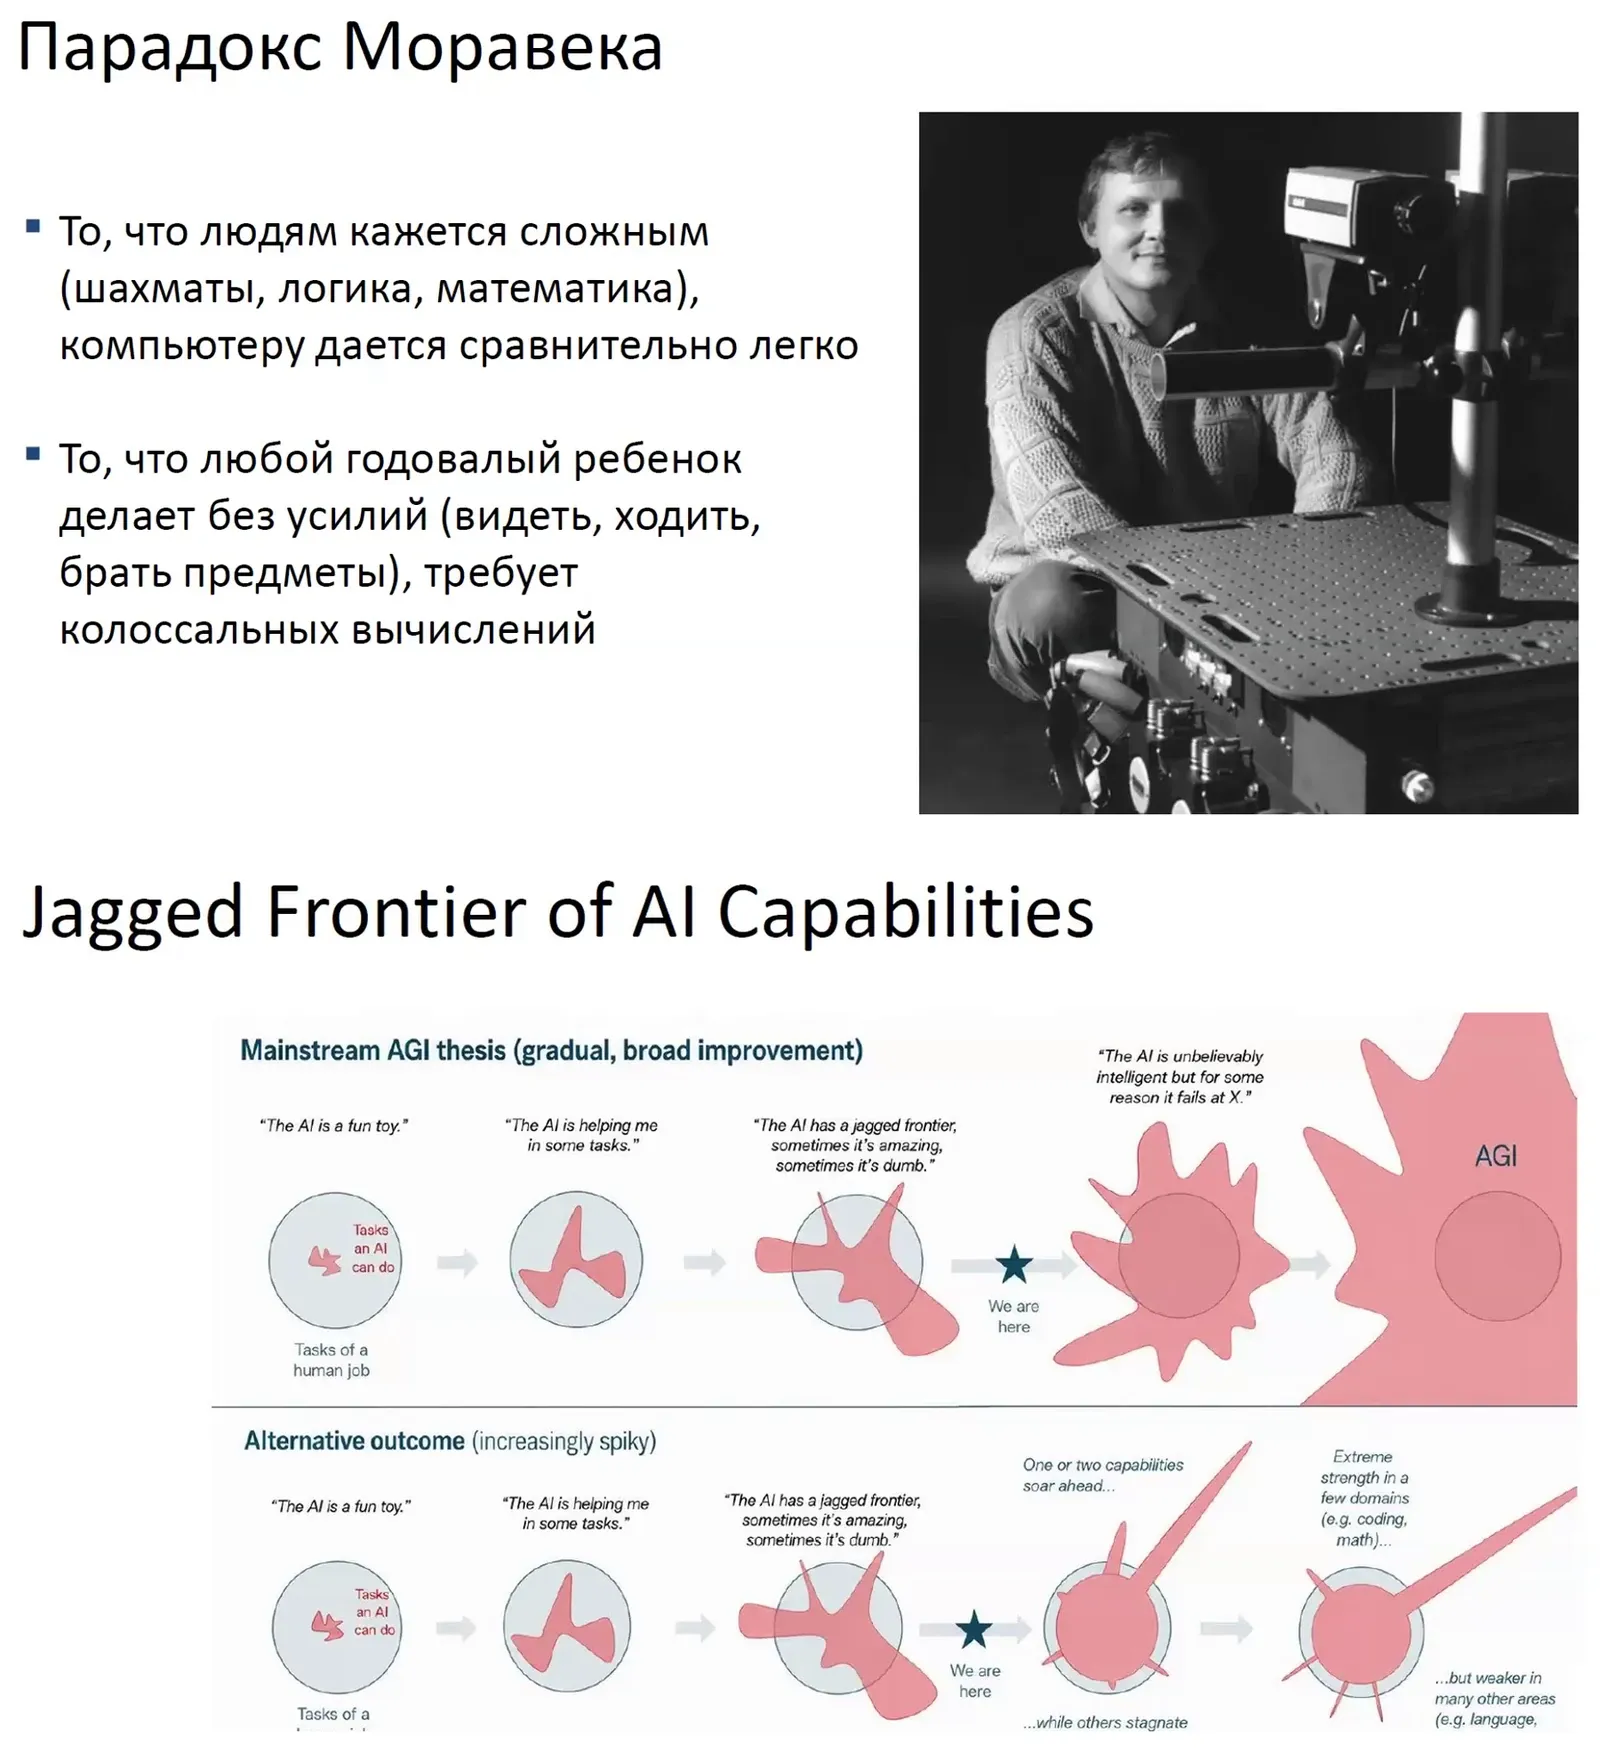 Парадокс Моравека
▪ То, что людям кажется сложным
(шахматы, логика, математика),
компьютеру дается сравнительно легко
▪ То, что любой годовалый ребенок
делает без усилий (видеть, ходить,
брать предметы), требует
колоссальных вычислений
Jagged Frontier of AI Capabilities
Mainstream AGI thesis (gradual, broad improvement)
“The AI is a fun toy.”
“The AI is helping me
in some tasks.”
“The AI has a jagged frontier,
sometimes it’s amazing,
sometimes it’s dumb.”
“The AI is unbelievably
intelligent but for some
reason it fails at X.”
AGI
Tasks
an AI
can do
Tasks of a
human job
We are
here
Alternative outcome (increasingly spiky)
“The AI is a fun toy.”
“The AI is helping me
in some tasks.”
“The AI has a jagged frontier,
sometimes it’s amazing,
sometimes it’s dumb.”
One or two capabilities
soar ahead...
Extreme
strength in a
few domains
(e.g. coding,
math)...
Tasks
an AI
can do
Tasks of a
We are
here
...while others stagnate
...but weaker in
many other areas
(e.g. language,